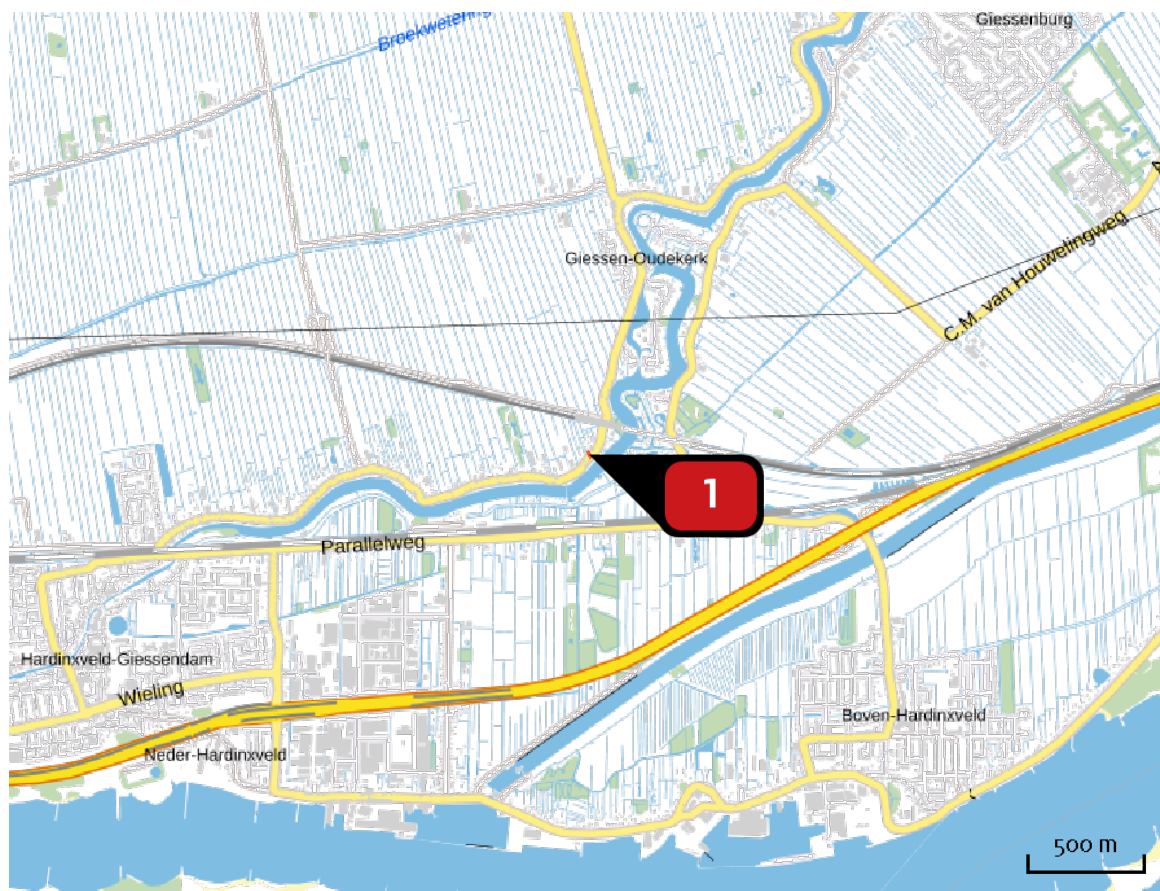 Giessenburg
Broekwetering
Giessen-Oudekerk
C.M. van Houwelingweg
1
Parallelweg
Hardinxveld-Giessendam
Wieling
Boven-Hardinxveld
Neder-Hardinxveld
500 m